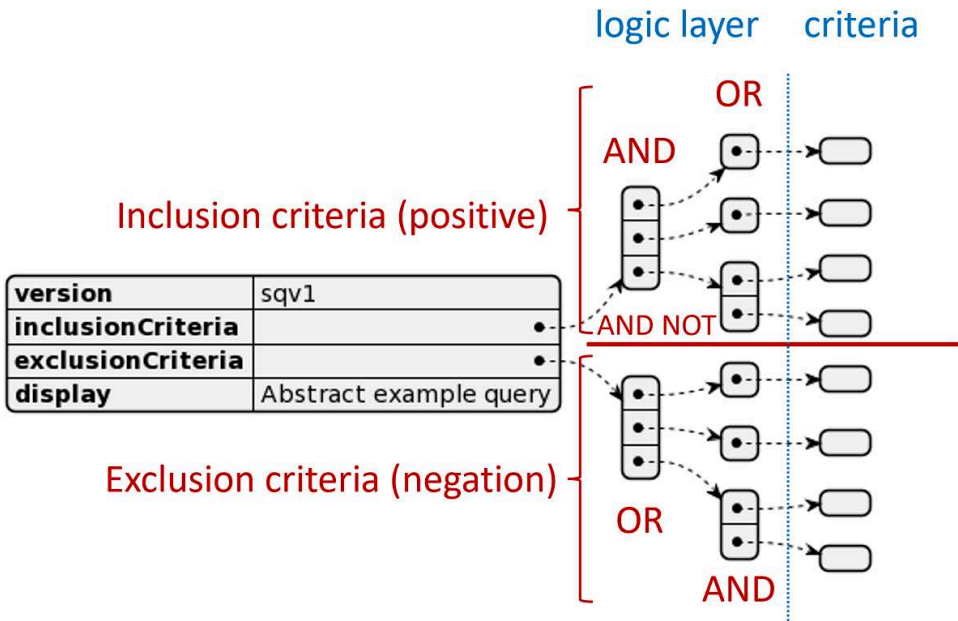 logic layer
criteria
OR
AND
Inclusion criteria (positive)
version sqv1
inclusionCriteria
AND NOT
exclusionCriteria
display Abstract example query
Exclusion criteria (negation)
OR
AND